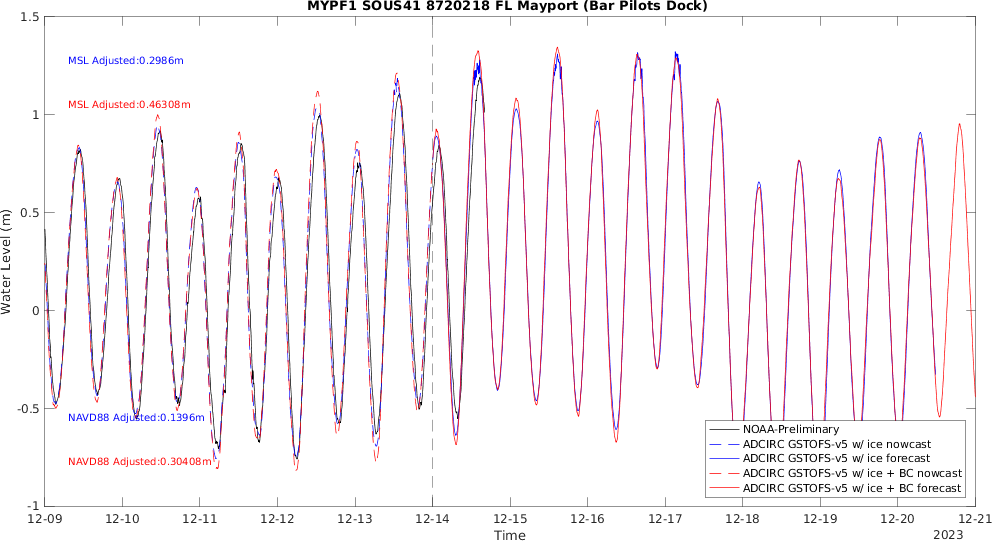 MYPF1 SOUS41 8720218 FL Mayport (Bar Pilots Dock)
1.5
1
0.5
0
-0.5
-1
Water Level (m)
MSL Adjusted:0.2986m
MSL Adjusted:0.46308m
NAVD88 Adjusted:0.1396m
NAVD88 Adjusted:0.30408m
NOAA-Preliminary
ADCIRC GSTOFS-v5 w/ ice nowcast
ADCIRC GSTOFS-v5 w/ ice forecast
ADCIRC GSTOFS-v5 w/ ice + BC nowcast
ADCIRC GSTOFS-v5 w/ ice + BC forecast
12-09 12-10 12-11 12-12 12-13 12-14 12-15 12-16 12-17 12-18 12-19 12-20 12-21
Time
2023